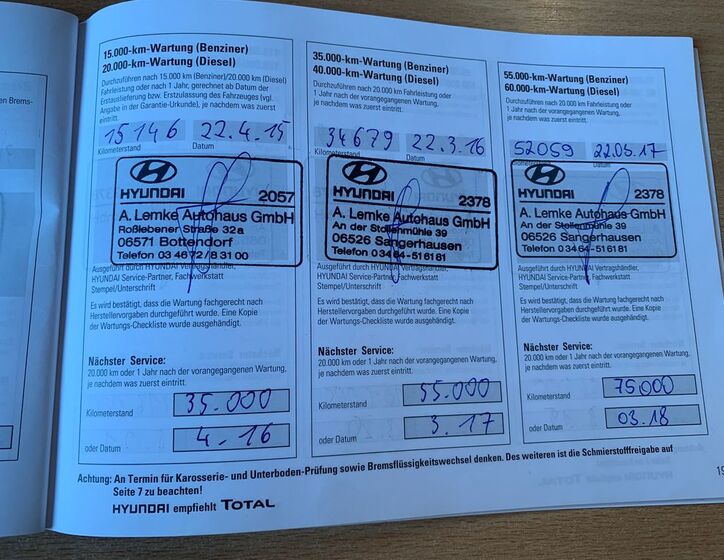 en Brems-
15.000-km-Wartung (Benziner)
20.000-km-Wartung (Diesel)
Durchzuführen nach 15.000 km (Benziner)/20.000 km (Diesel)
Fahrleistung oder nach 1 Jahr, gerechnet ab Datum der
Erstauslieferung bzw. Erstzulassung des Fahrzeuges (vgl.
Angabe in der Garantie-Urkunde), je nachdem was zuerst
eintritt.
15146 22.4.15
Kilometerstand Datum
HYUNDAI 2057
A. Lemke Autohaus GmbH
Roßlebener Straße 32a
06571 Bottendorf
Telefon 03 46 72 / 8 31 00
Ausgeführt durch HYUNDAI Vertragshändler,
HYUNDAI Service-Partner, Fachwerkstatt
Stempel/Unterschrift
Es wird bestätigt, dass die Wartung fachgerecht nach
Herstellervorgaben durchgeführt wurde. Eine Kopie
der Wartungs-Checkliste wurde ausgehändigt.
Nächster Service:
20.000 km oder 1 Jahr nach der vorangegangenen Wartung,
je nachdem was zuerst eintritt.
Kilometerstand 35.000
oder Datum 4.16
35.000-km-Wartung (Benziner)
40.000-km-Wartung (Diesel)
Durchzuführen nach 20.000 km Fahrleistung oder
1 Jahr nach der vorangegangenen Wartung, je
nachdem was zuerst eintritt.
34679 22.3.16
Kilometerstand Datum
HYUNDAI 2378
A. Lemke Autohaus GmbH
An der Stollenmühle 39
06526 Sangerhausen
Telefon 03464-516181
Ausgeführt durch HYUNDAI Vertragshändler,
HYUNDAI Service-Partner, Fachwerkstatt
Stempel/Unterschrift
Es wird bestätigt, dass die Wartung fachgerecht nach
Herstellervorgaben durchgeführt wurde. Eine Kopie
der Wartungs-Checkliste wurde ausgehändigt.
Nächster Service:
20.000 km oder 1 Jahr nach der vorangegangenen Wartung,
je nachdem was zuerst eintritt.
Kilometerstand 55.000
oder Datum 3.17
55.000-km-Wartung (Benziner)
60.000-km-Wartung (Diesel)
Durchzuführen nach 20.000 km Fahrleistung oder
1 Jahr nach der vorangegangenen Wartung, je
nachdem was zuerst eintritt.
52059 22.05.17
Kilometerstand Datum
HYUNDAI 2378
A. Lemke Autohaus GmbH
An der Stollenmühle 39
06526 Sangerhausen
Telefon 03464-516181
Ausgeführt durch HYUNDAI Vertragshändler,
HYUNDAI Service-Partner, Fachwerkstatt
Stempel/Unterschrift
Es wird bestätigt, dass die Wartung fachgerecht nach
Herstellervorgaben durchgeführt wurde. Eine Kopie
der Wartungs-Checkliste wurde ausgehändigt.
Nächster Service:
20.000 km oder 1 Jahr nach der vorangegangenen Wartung,
je nachdem was zuerst eintritt.
Kilometerstand 75.000
oder Datum 03.18
Achtung: An Termin für Karosserie- und Unterboden-Prüfung sowie Bremsflüssigkeitswechsel denken. Des weiteren ist die Schmierstofffreigabe auf
Seite 7 zu beachten!
HYUNDAI empfiehlt TOTAL